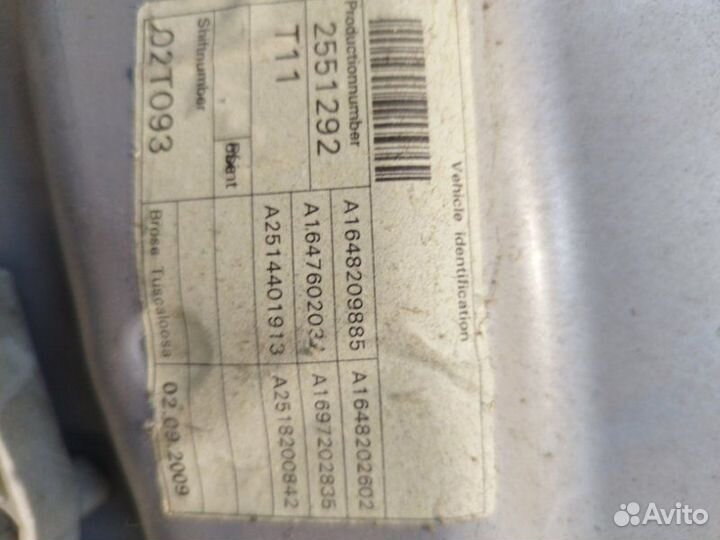 Vehicle identification
Productionnumber
2551292
T11
A1648209885 A1648202602
A1647602034 A1697202835
A2514401913 A2518200842
Shiftnumber
02T093
Brose Tuscaloosa
02.09.2009
Avito